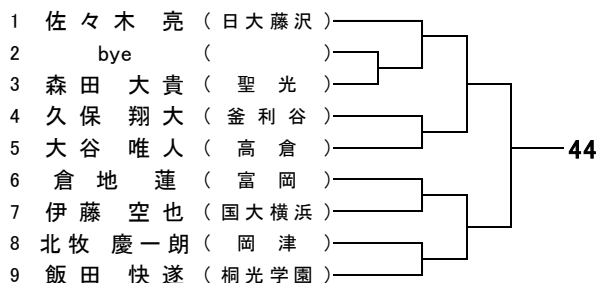 1 佐々木 亮 (日大藤沢)
2 bye ( )
3 森田 大貴 (聖光)
4 久保 翔大 (釜利谷)
5 大谷 唯人 (高倉)
44
6 倉地 蓮 (富岡)
7 伊藤 空也 (国大横浜)
8 北牧 慶一朗 (岡津)
9 飯田 快遂 (桐光学園)